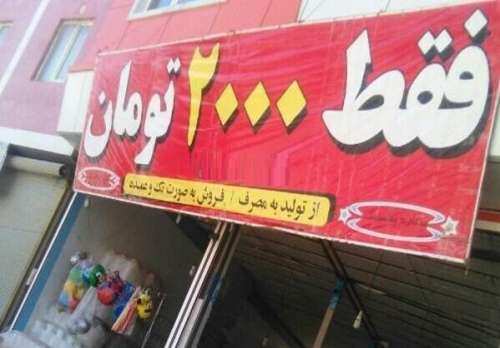 فقط ۲۰۰۰ تومان
از تولید به مصرف / فروش به صورت تک و عمده